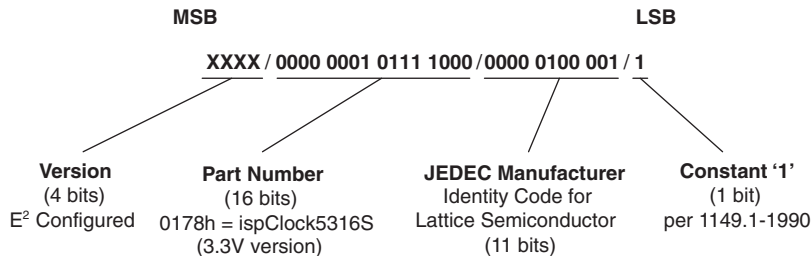 MSB LSB
XXXX / 0000 0001 0111 1000 / 0000 0100 001 / 1
Version
(4 bits)
E² Configured
Part Number
(16 bits)
0178h = ispClock5316S
(3.3V version)
JEDEC Manufacturer
Identity Code for
Lattice Semiconductor
(11 bits)
Constant ‘1’
(1 bit)
per 1149.1-1990